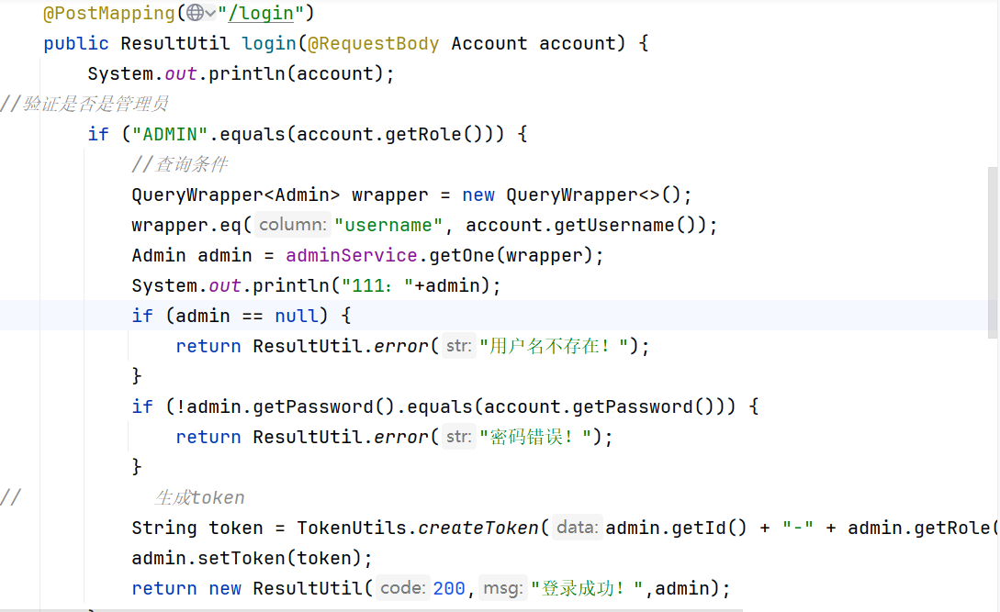 @PostMapping("/login")
public ResultUtil login(@RequestBody Account account) {
System.out.println(account);
//验证是否是管理员
if ("ADMIN".equals(account.getRole())) {
//查询条件
QueryWrapper<Admin> wrapper = new QueryWrapper<>();
wrapper.eq( column: "username", account.getUsername());
Admin admin = adminService.getOne(wrapper);
System.out.println("111："+admin);
if (admin == null) {
return ResultUtil.error( str: "用户名不存在！");
}
if (!admin.getPassword().equals(account.getPassword())) {
return ResultUtil.error( str: "密码错误！");
}
// 生成token
String token = TokenUtils.createToken( data: admin.getId() + "-" + admin.getRole(
admin.setToken(token);
return new ResultUtil( code: 200, msg: "登录成功！",admin);